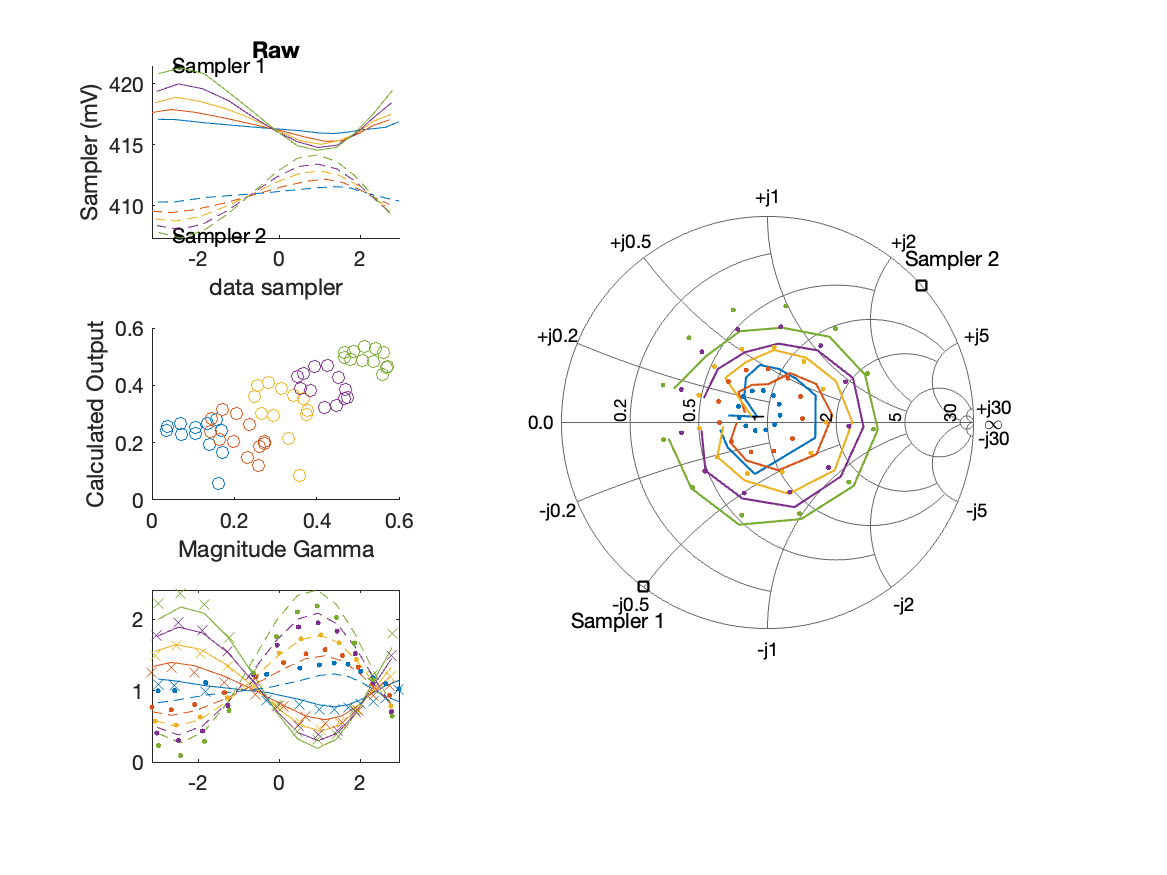 Raw
Sampler 1
Sampler (mV)
420
415
410
Sampler 2
-2 0 2
data sampler
Calculated Output
0.6
0.4
0.2
0
0 0.2 0.4 0.6
Magnitude Gamma
2
1
0
-2 0 2
+j1
+j0.5 +j2
Sampler 2
+j0.2 +j5
0.0 0.2 0.5 1 2 5 30 +j30
∞
-j30
-j0.2 -j5
-j0.5 -j2
Sampler 1
-j1